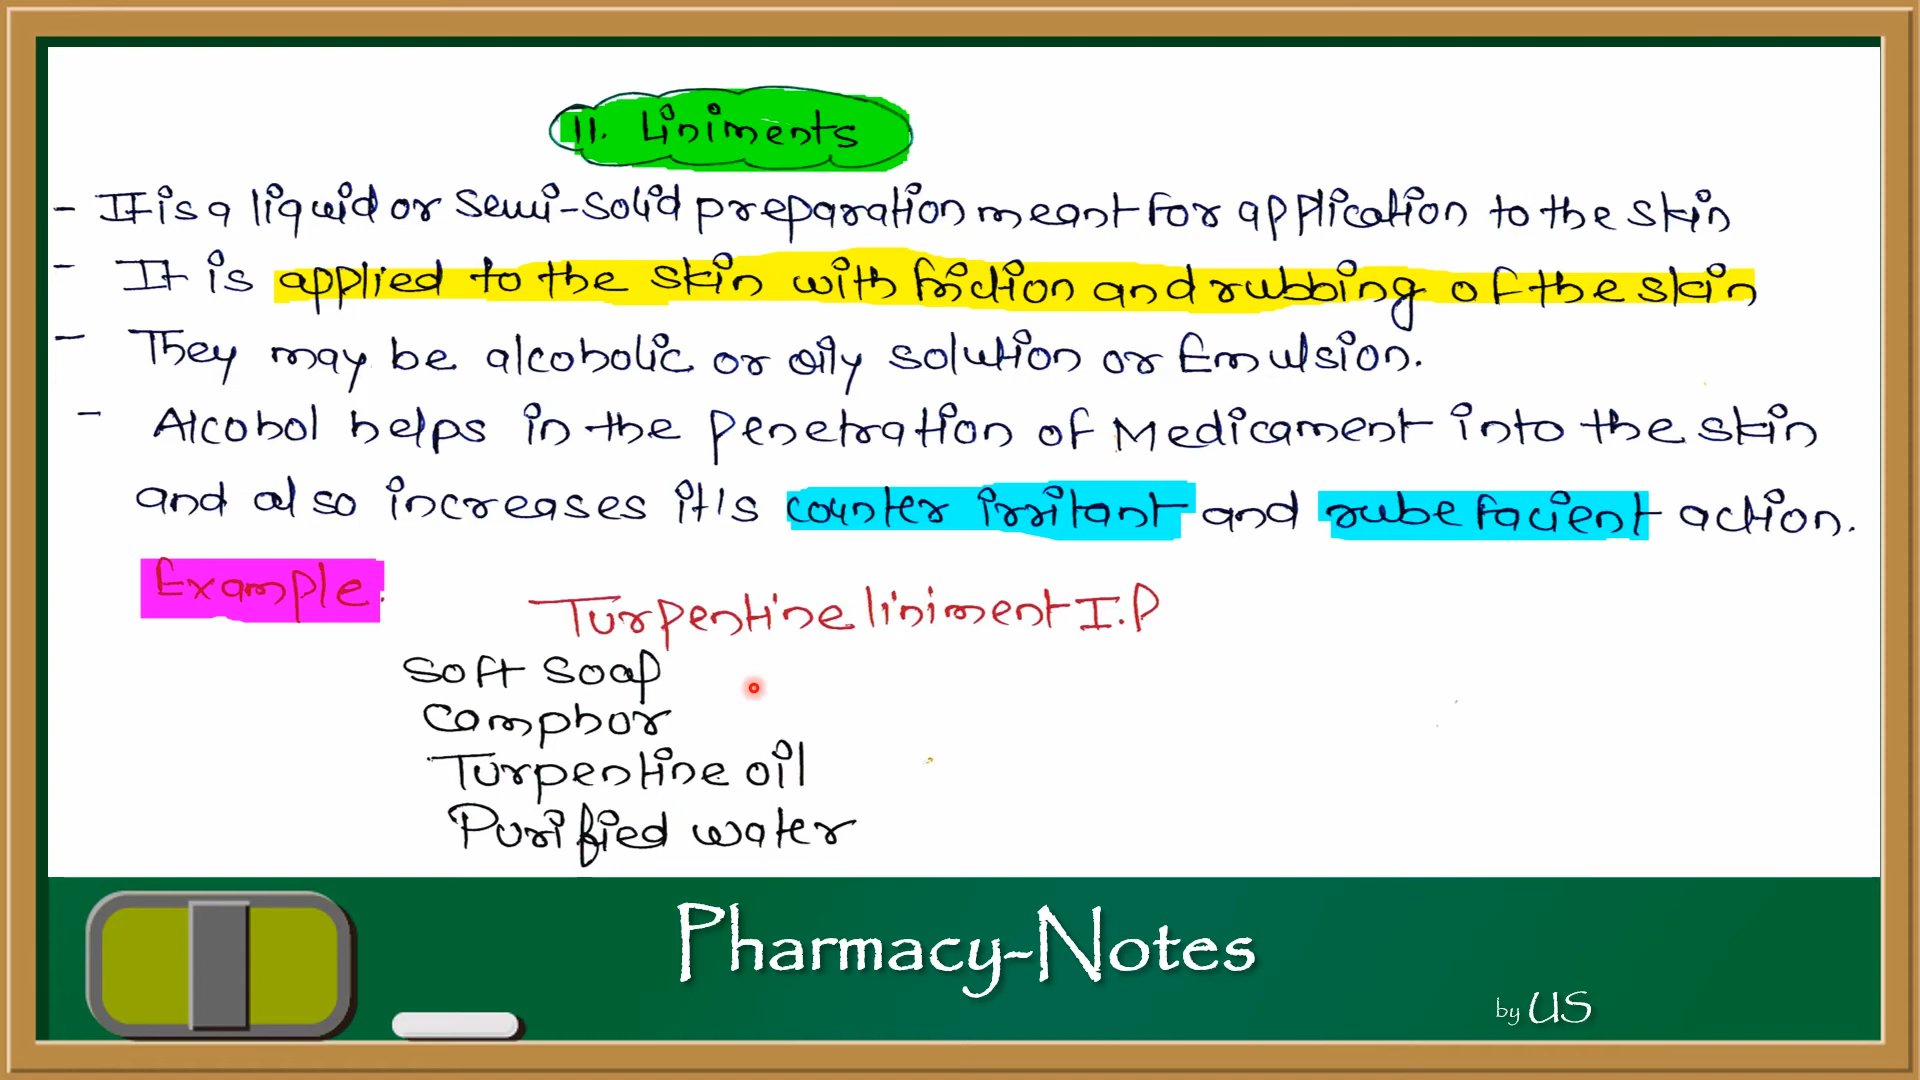 II. Liniments
- It is a liquid or semi-solid preparation meant for application to the skin
- It is applied to the skin with friction and rubbing of the skin
- They may be alcoholic or oily solution or Emulsion.
- Alcohol helps in the penetration of Medicament into the skin
and also increases it's counter irritant and rubefacient action.
Example.
Turpentine liniment I.P
Soft soap
Camphor
Turpentine oil
Purified water
Pharmacy-Notes
by US